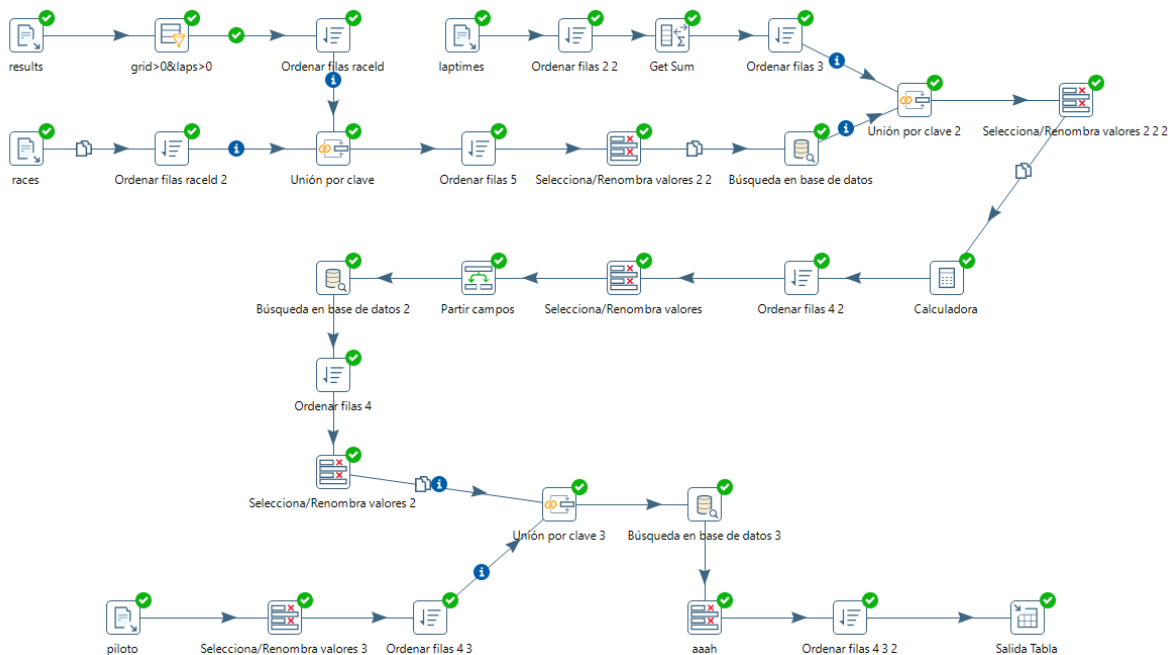 results
grid>0&laps>0
Ordenar filas raceId
laptimes
Ordenar filas 2 2
Get Sum
Ordenar filas 3
Unión por clave 2
Selecciona/Renombra valores 2 2 2
races
Ordenar filas raceId 2
Unión por clave
Ordenar filas 5
Selecciona/Renombra valores 2 2
Búsqueda en base de datos
Búsqueda en base de datos 2
Partir campos
Selecciona/Renombra valores
Ordenar filas 4 2
Calculadora
Ordenar filas 4
Selecciona/Renombra valores 2
Unión por clave 3
Búsqueda en base de datos 3
piloto
Selecciona/Renombra valores 3
Ordenar filas 4 3
aaah
Ordenar filas 4 3 2
Salida Tabla